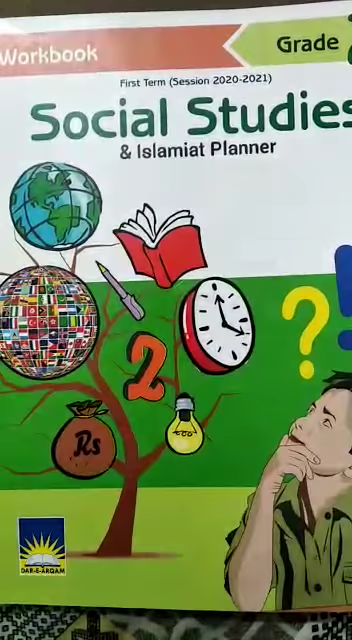 Workbook
Grade
First Term (Session 2020-2021)
Social Studies
& Islamiat Planner
2
? !
Rs
DAR-E-ARQAM